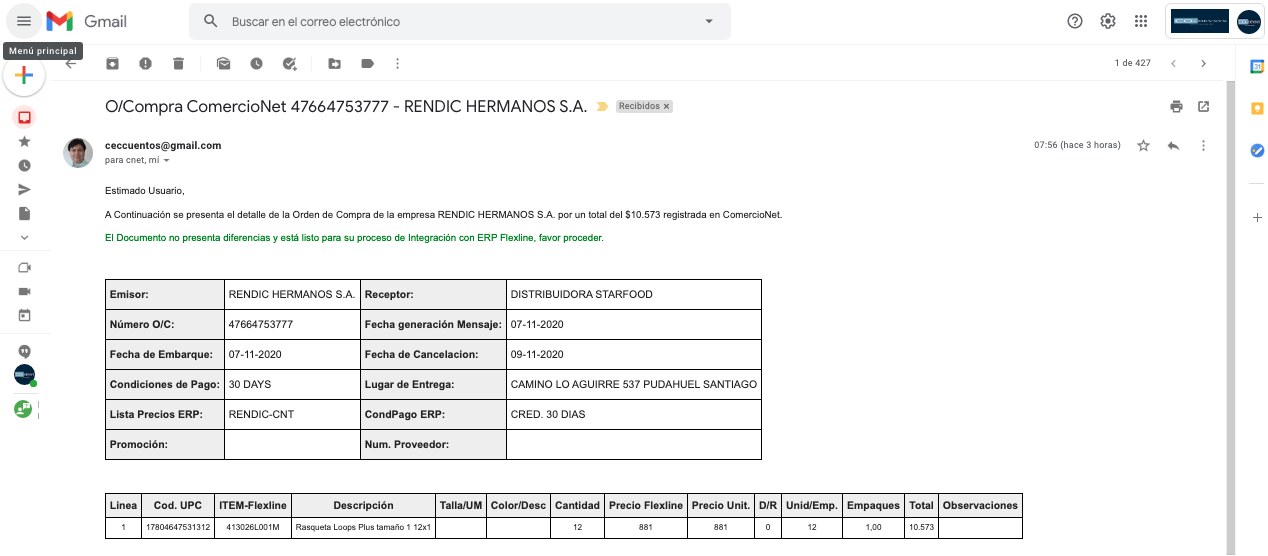 Gmail
Buscar en el correo electrónico
Menú principal
1 de 427
O/Compra ComercioNet 47664753777 - RENDIC HERMANOS S.A.
Recibidos ×
ceccuentos@gmail.com
07:56 (hace 3 horas)
para cnet, mí
Estimado Usuario,
A Continuación se presenta el detalle de la Orden de Compra de la empresa RENDIC HERMANOS S.A. por un total del $10.573 registrada en ComercioNet.
El Documento no presenta diferencias y está listo para su proceso de Integración con ERP Flexline, favor proceder.
Emisor: RENDIC HERMANOS S.A. Receptor: DISTRIBUIDORA STARFOOD
Número O/C: 47664753777 Fecha generación Mensaje: 07-11-2020
Fecha de Embarque: 07-11-2020 Fecha de Cancelacion: 09-11-2020
Condiciones de Pago: 30 DAYS Lugar de Entrega: CAMINO LO AGUIRRE 537 PUDAHUEL SANTIAGO
Lista Precios ERP: RENDIC-CNT CondPago ERP: CRED. 30 DIAS
Promoción: Num. Proveedor:
Linea Cod. UPC ITEM-Flexline Descripción Talla/UM Color/Desc Cantidad Precio Flexline Precio Unit. D/R Unid/Emp. Empaques Total Observaciones
1 17804647531312 413026L001M Rasqueta Loops Plus tamaño 1 12x1 12 881 881 0 12 1,00 10.573